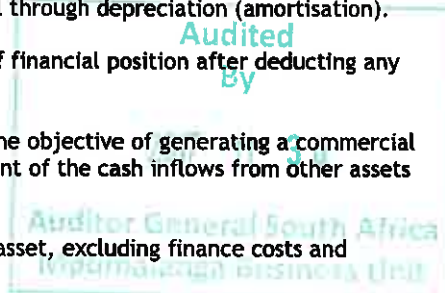 through depreciation (amortisation).
Audited
financial position after deducting any
By
he objective of generating a commercial
nt of the cash inflows from other assets
Auditor General South Africa
asset, excluding finance costs and
Mpumalanga Business Unit